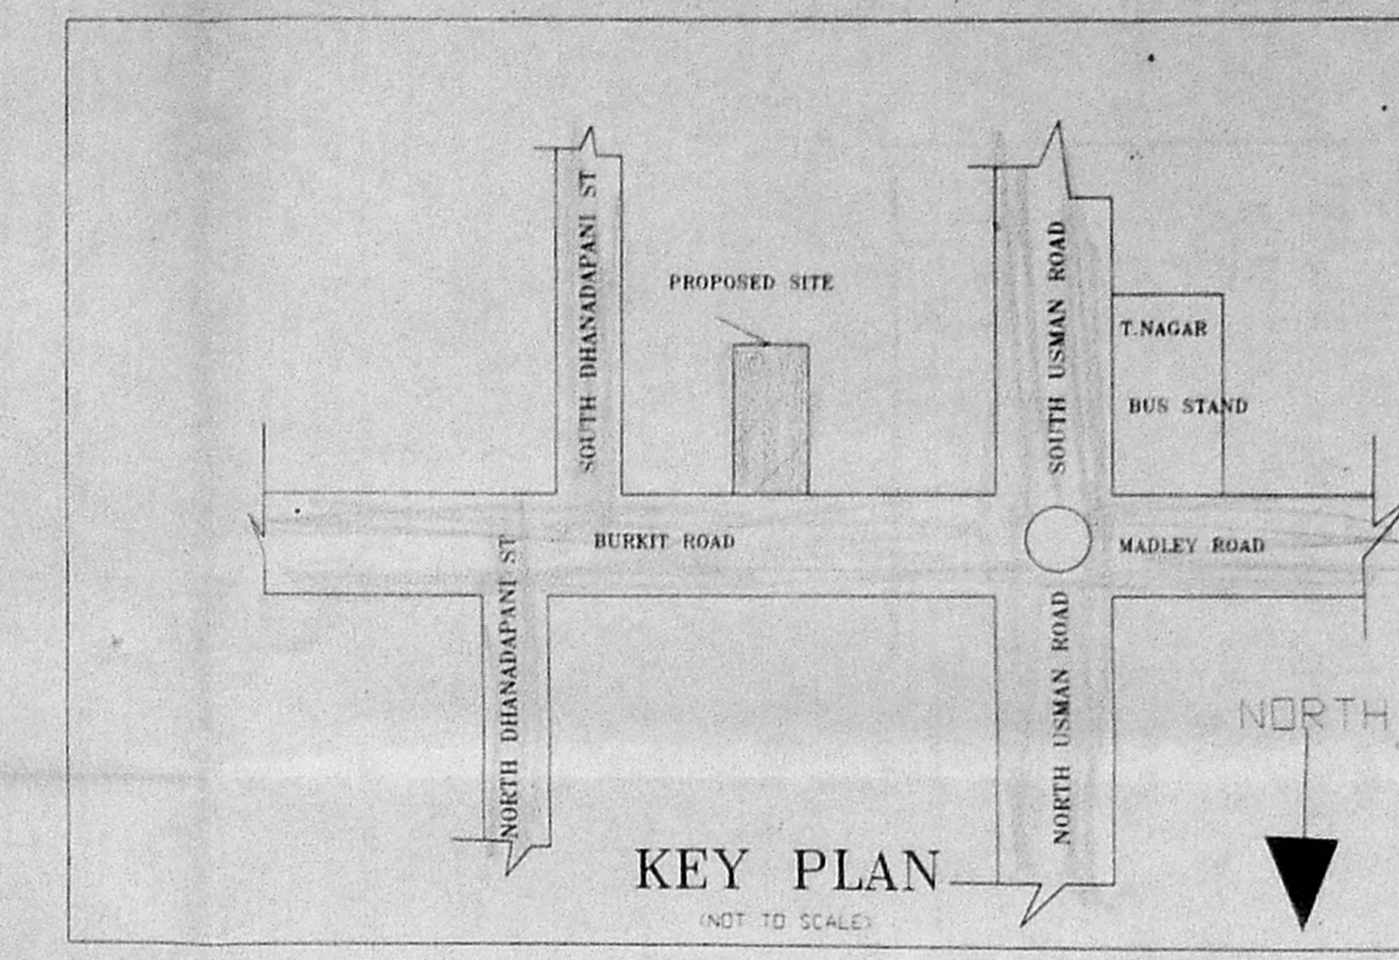 SOUTH DHANADAPANI ST
PROPOSED SITE
SOUTH USMAN ROAD
T.NAGAR
BUS STAND
BURKIT ROAD
MADLEY ROAD
NORTH DHANADAPANI ST
NORTH USMAN ROAD
NORTH
KEY PLAN
(NOT TO SCALE)